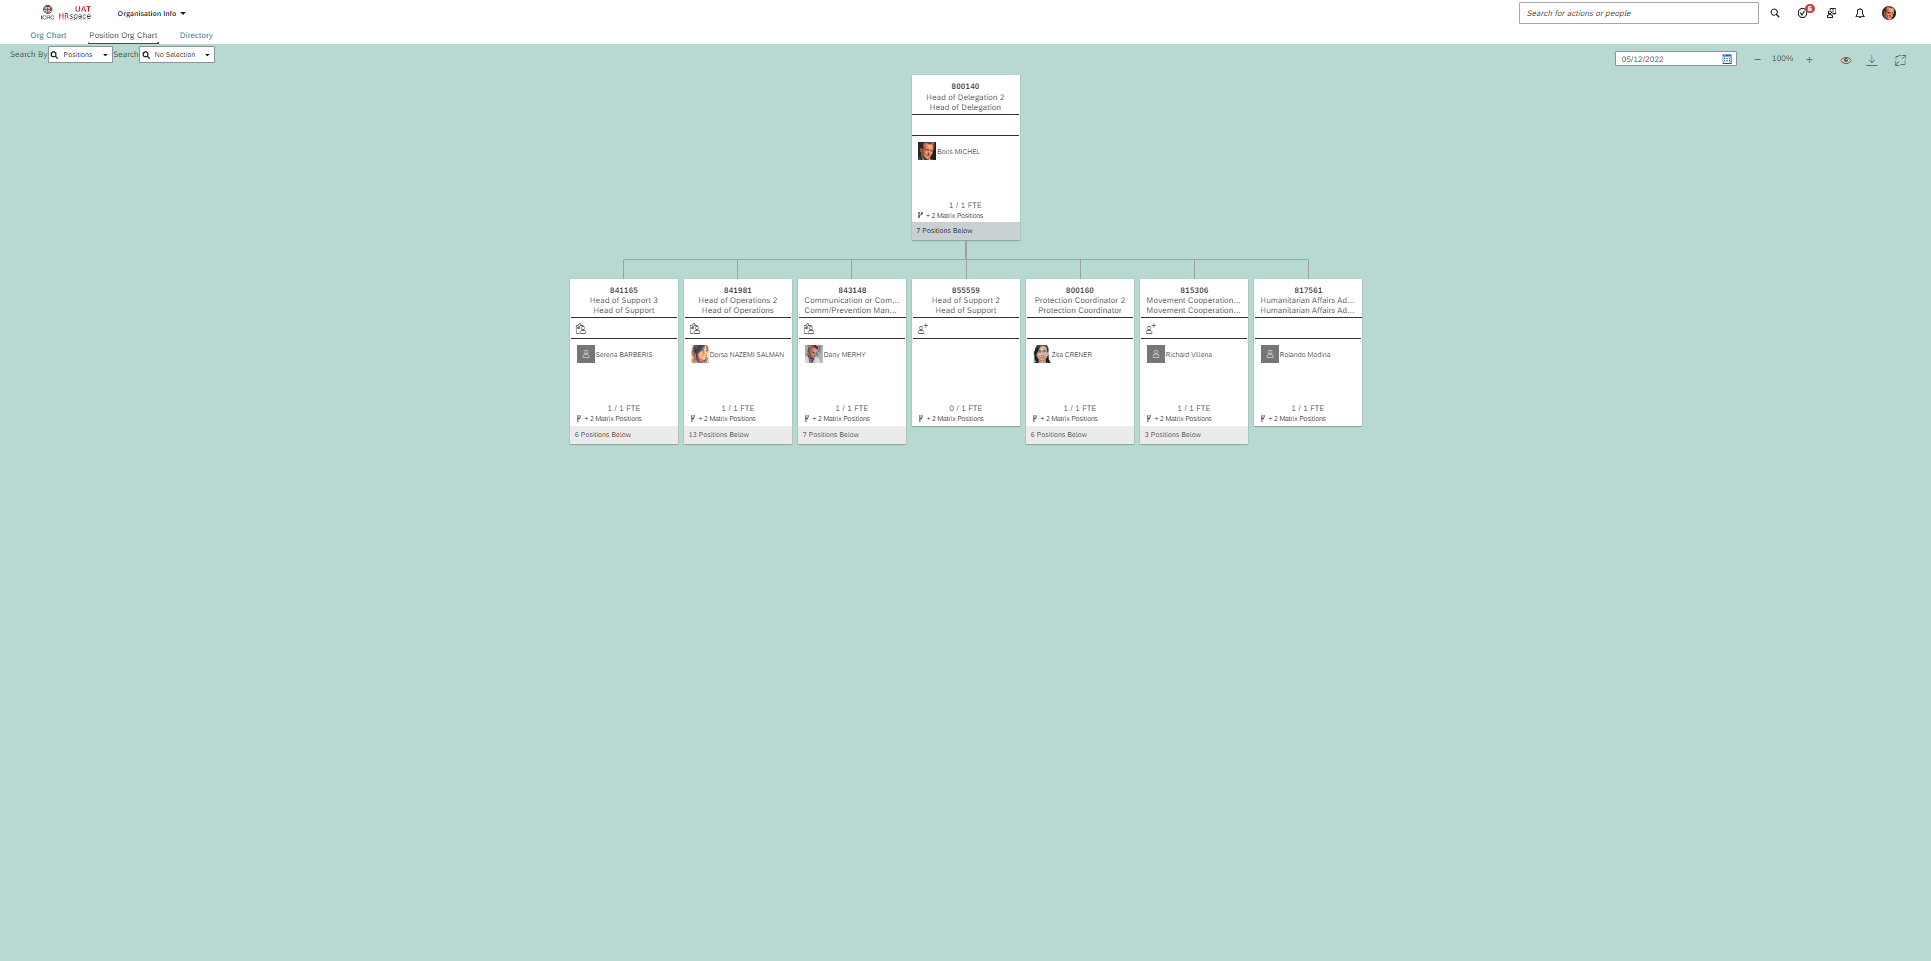 ICRC
UAT
HRspace
Organisation Info
Search for actions or people
6
Org Chart
Position Org Chart
Directory
Search By
Positions
Search
No Selection
05/12/2022
100%
800140
Head of Delegation 2
Head of Delegation
Boris MICHEL
1 / 1 FTE
+ 2 Matrix Positions
7 Positions Below
841165
Head of Support 3
Head of Support
Serena BARBERIS
1 / 1 FTE
+ 2 Matrix Positions
6 Positions Below
841981
Head of Operations 2
Head of Operations
Dorsa NAZEMI SALMAN
1 / 1 FTE
+ 2 Matrix Positions
13 Positions Below
843148
Communication or Com...
Comm/Prevention Man...
Dany MERHY
1 / 1 FTE
+ 2 Matrix Positions
7 Positions Below
855559
Head of Support 2
Head of Support
0 / 1 FTE
+ 2 Matrix Positions
800160
Protection Coordinator 2
Protection Coordinator
Zita CRENER
1 / 1 FTE
+ 2 Matrix Positions
6 Positions Below
815306
Movement Cooperation...
Movement Cooperation...
Richard Villena
1 / 1 FTE
+ 2 Matrix Positions
3 Positions Below
817561
Humanitarian Affairs Ad...
Humanitarian Affairs Ad...
Rolando Modina
1 / 1 FTE
+ 2 Matrix Positions